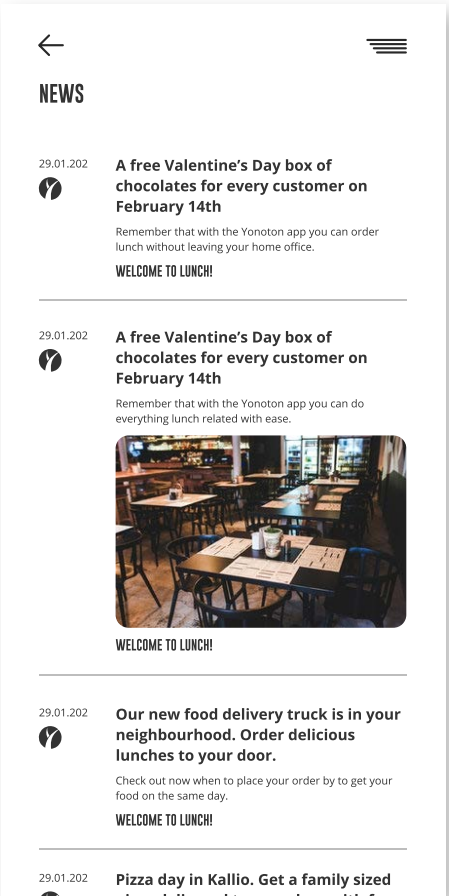 NEWS
29.01.202
A free Valentine’s Day box of
chocolates for every customer on
February 14th
Remember that with the Yonoton app you can order
lunch without leaving your home office.
WELCOME TO LUNCH!
29.01.202
A free Valentine’s Day box of
chocolates for every customer on
February 14th
Remember that with the Yonoton app you can do
everything lunch related with ease.
WELCOME TO LUNCH!
29.01.202
Our new food delivery truck is in your
neighbourhood. Order delicious
lunches to your door.
Check out now when to place your order by to get your
food on the same day.
WELCOME TO LUNCH!
29.01.202
Pizza day in Kallio. Get a family sized